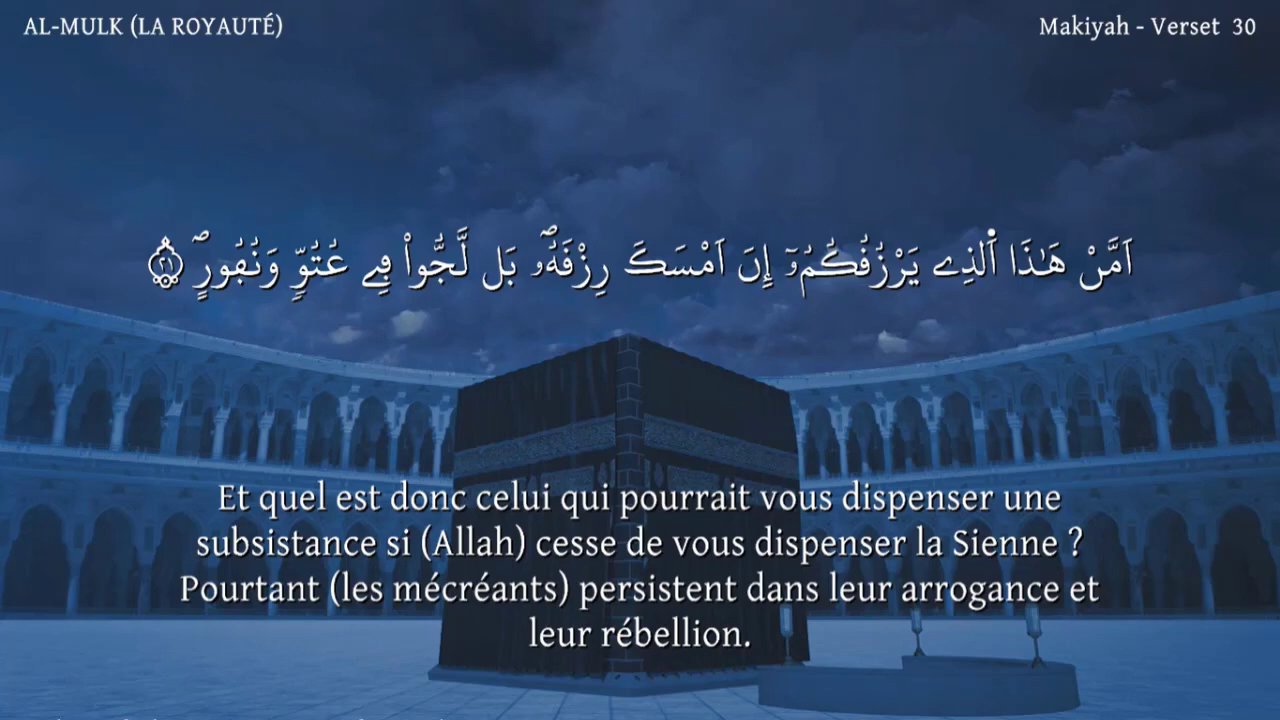 AL-MULK (LA ROYAUTÉ)
Makiyah - Verset 30
اَمَّنْ هَٰذَا اَ۬لذِے يَرْزُقُكُمُۥٓ إِنَ اَمْسَكَ رِزْقَهُۥۖ بَل لَّجُّواْ فِے عُتُوّٖ وَنُفُورٍۖ ۝٢١
Et quel est donc celui qui pourrait vous dispenser une
subsistance si (Allah) cesse de vous dispenser la Sienne ?
Pourtant (les mécréants) persistent dans leur arrogance et
leur rébellion.